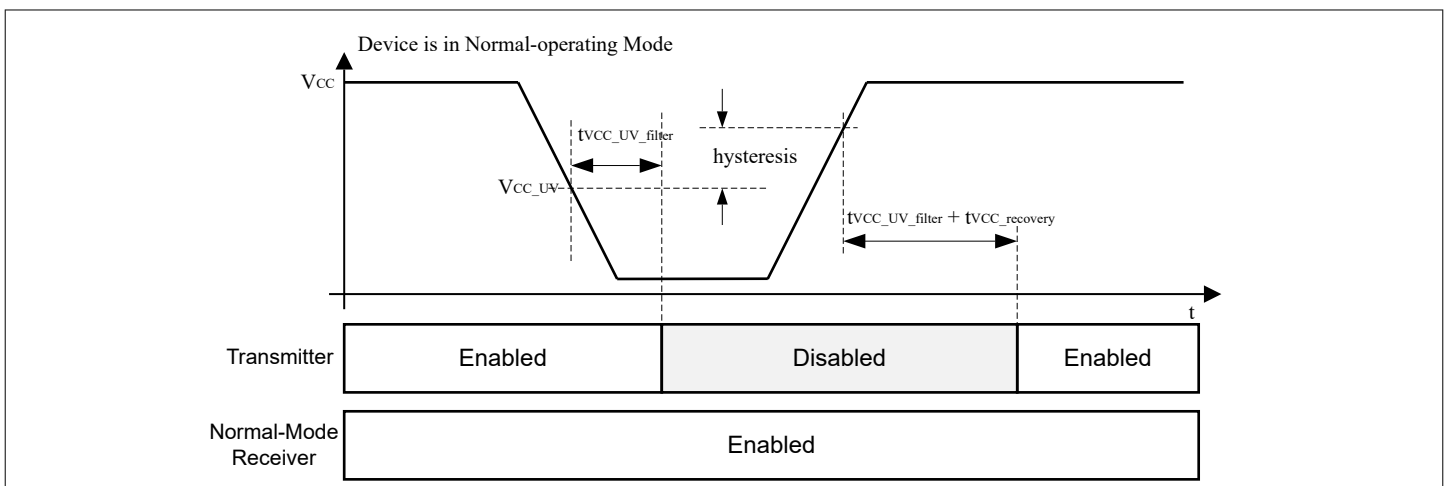 Device is in Normal-operating Mode
VCC
tVCC_UV_filter
hysteresis
VCC_UV
tVCC_UV_filter + tVCC_recovery
t
Transmitter
Enabled
Disabled
Enabled
Normal-Mode
Receiver
Enabled